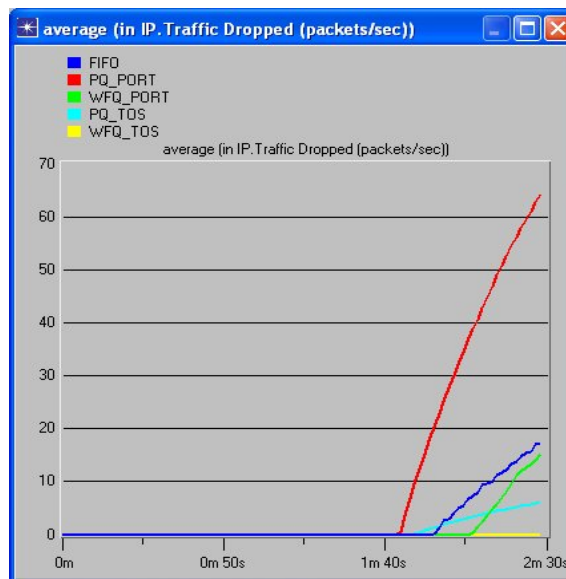 average (in IP.Traffic Dropped (packets/sec))
FIFO
PQ_PORT
WFQ_PORT
PQ_TOS
WFQ_TOS
average (in IP.Traffic Dropped (packets/sec))
70
60
50
40
30
20
10
0
0m 0m 50s 1m 40s 2m 30s